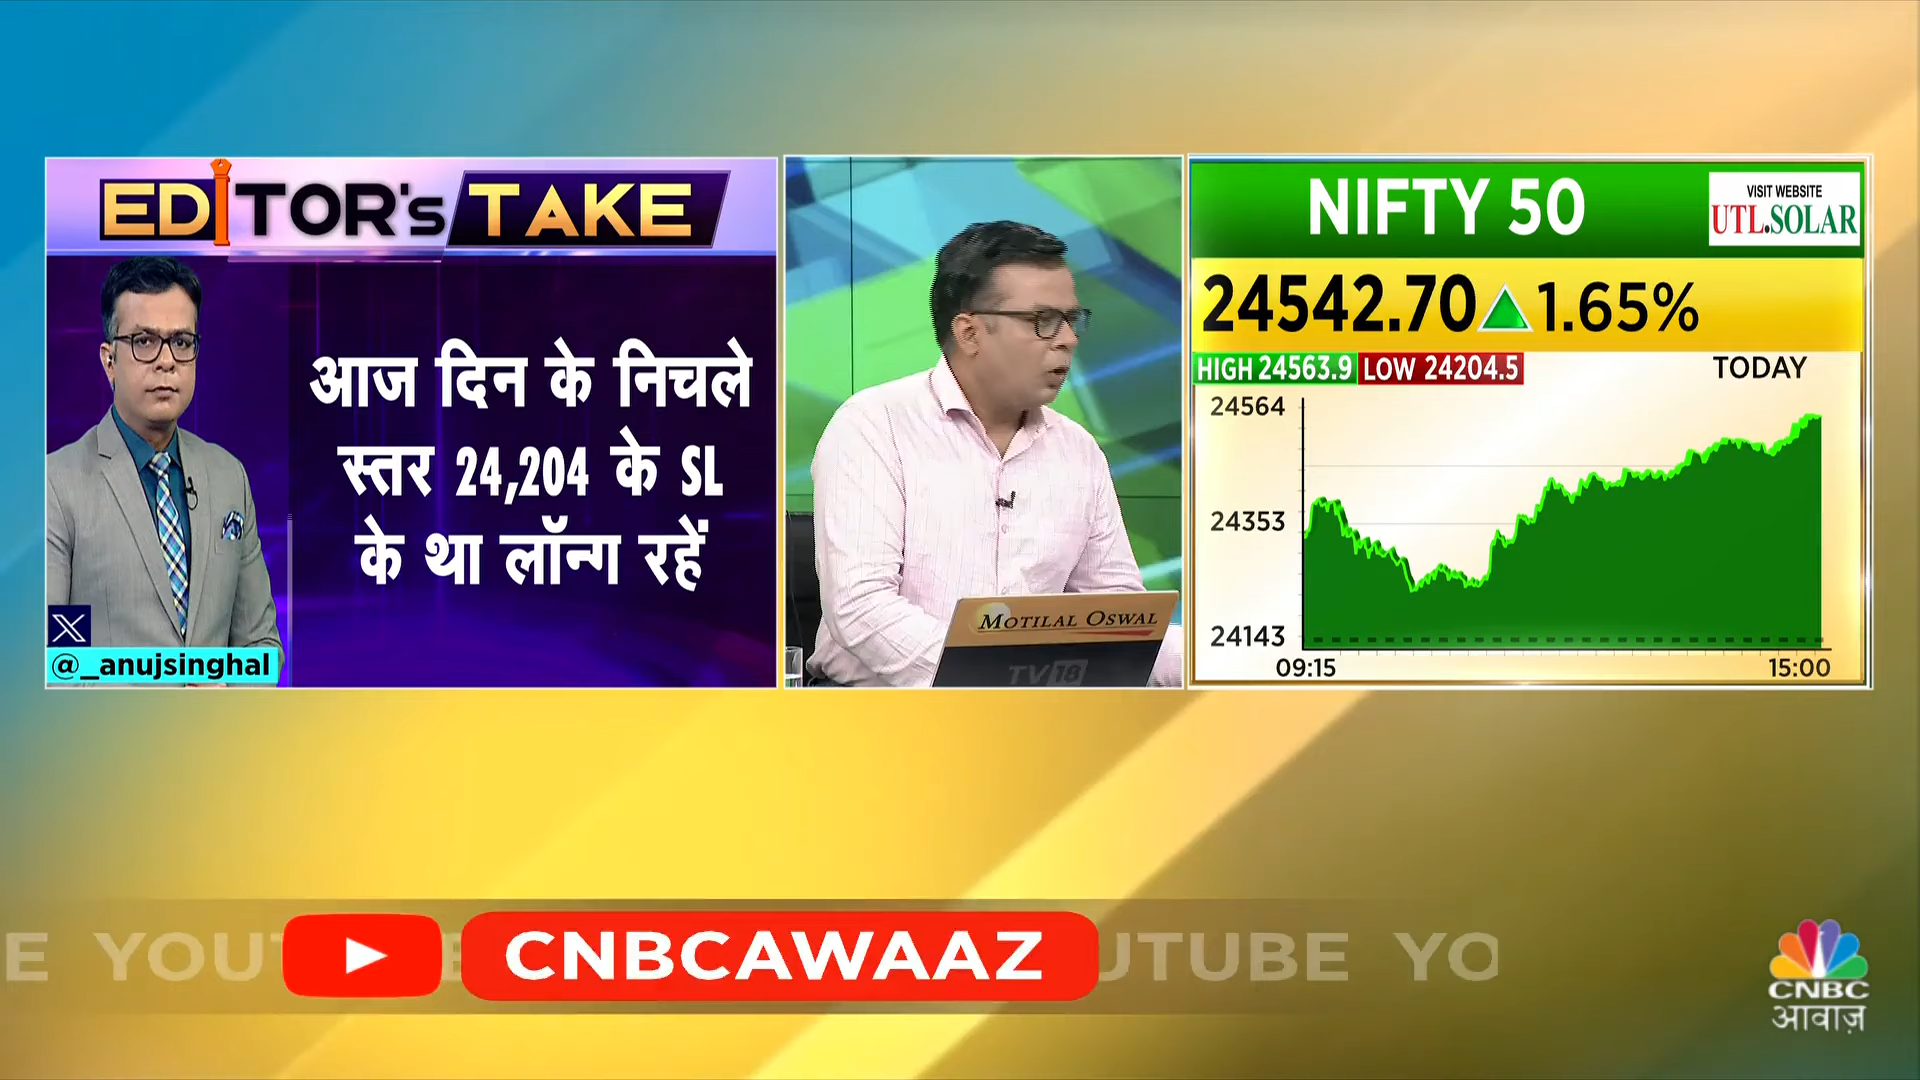 EDITOR's TAKE
आज दिन के निचले
स्तर 24,204 के SL
के था लॉन्ग रहें
@_anujsinghal
MOTILAL OSWAL
TV18
NIFTY 50
VISIT WEBSITE
UTL.SOLAR
24542.70 1.65%
HIGH 24563.9 LOW 24204.5 TODAY
24564
24353
24143
09:15 15:00
E YOUT E CNBCAWAAZ UTUBE YO
CNBC
आवाज़